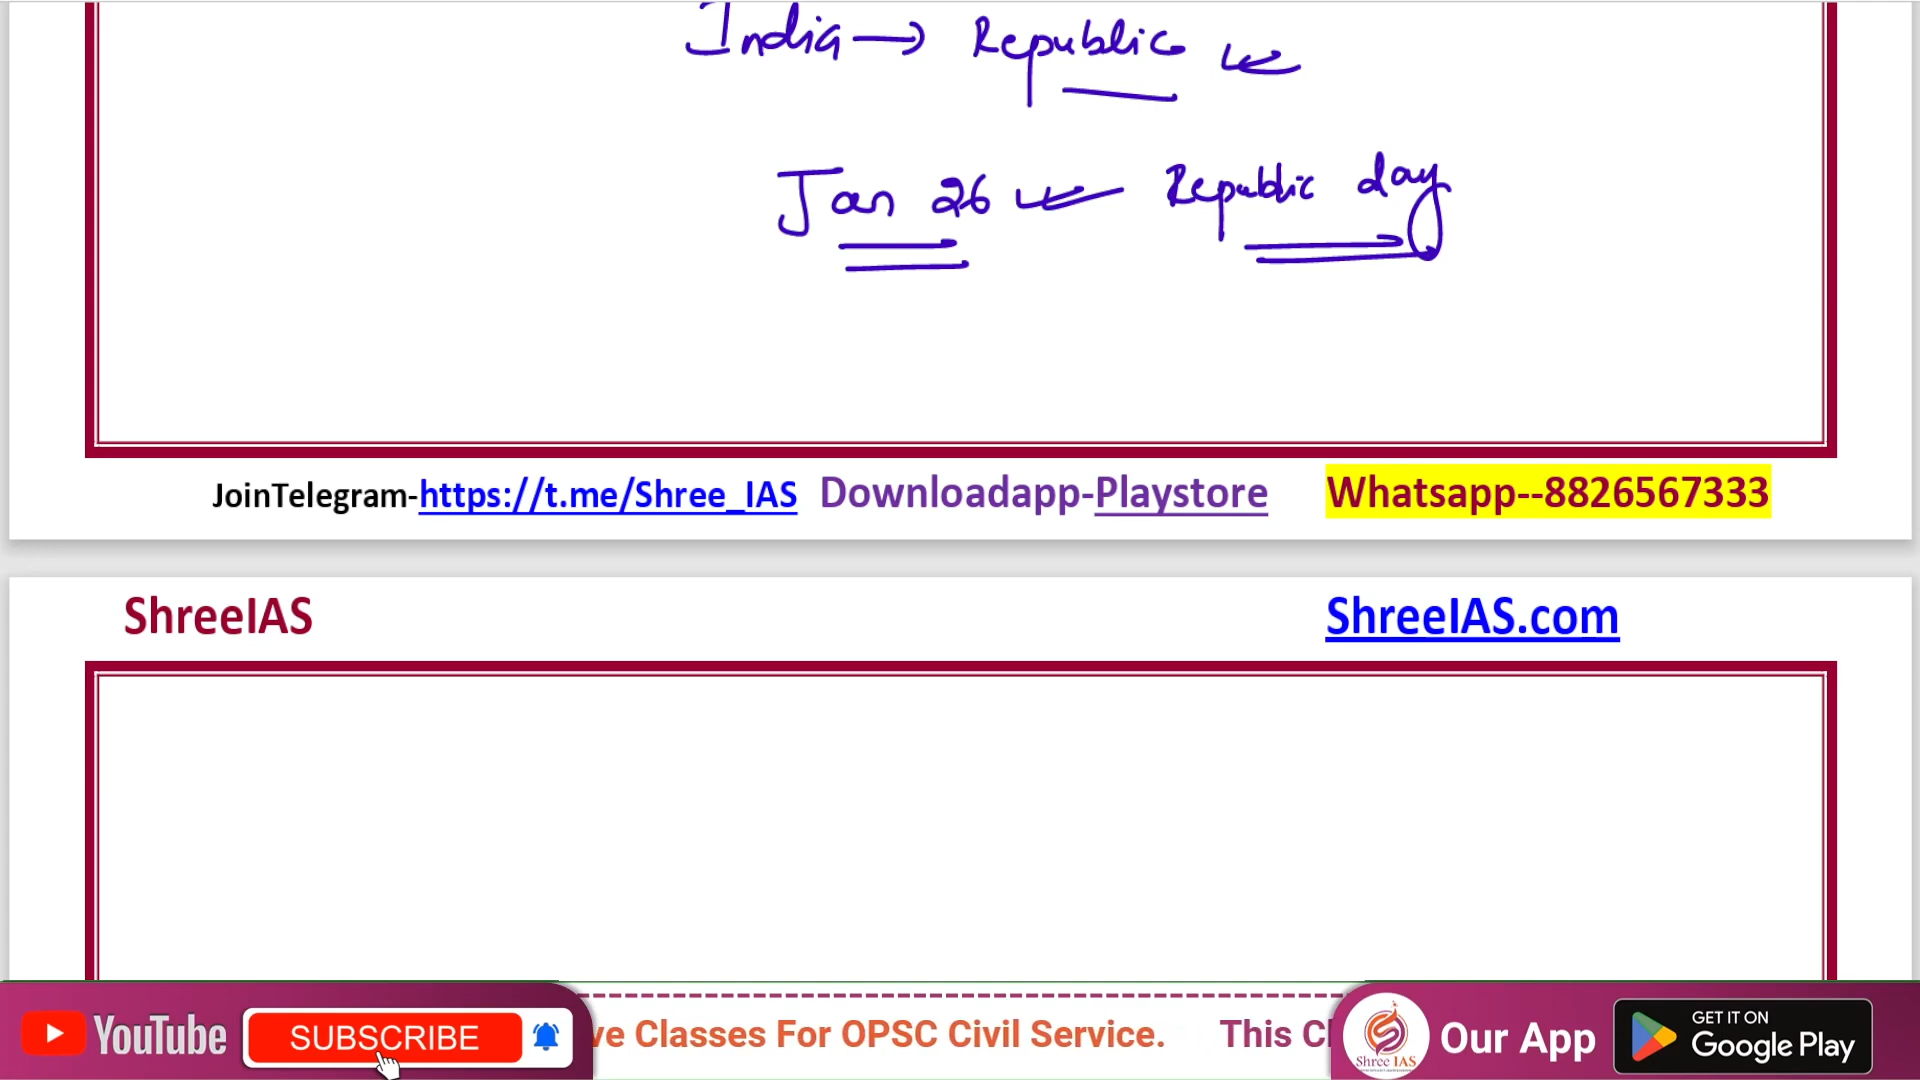 India → Republic
Jan 26 Republic day
JoinTelegram-https://t.me/Shree_IAS Downloadapp-Playstore Whatsapp--8826567333
ShreeIAS ShreeIAS.com
YouTube SUBSCRIBE ve Classes For OPSC Civil Service. This C Shree IAS Our App GET IT ON Google Play